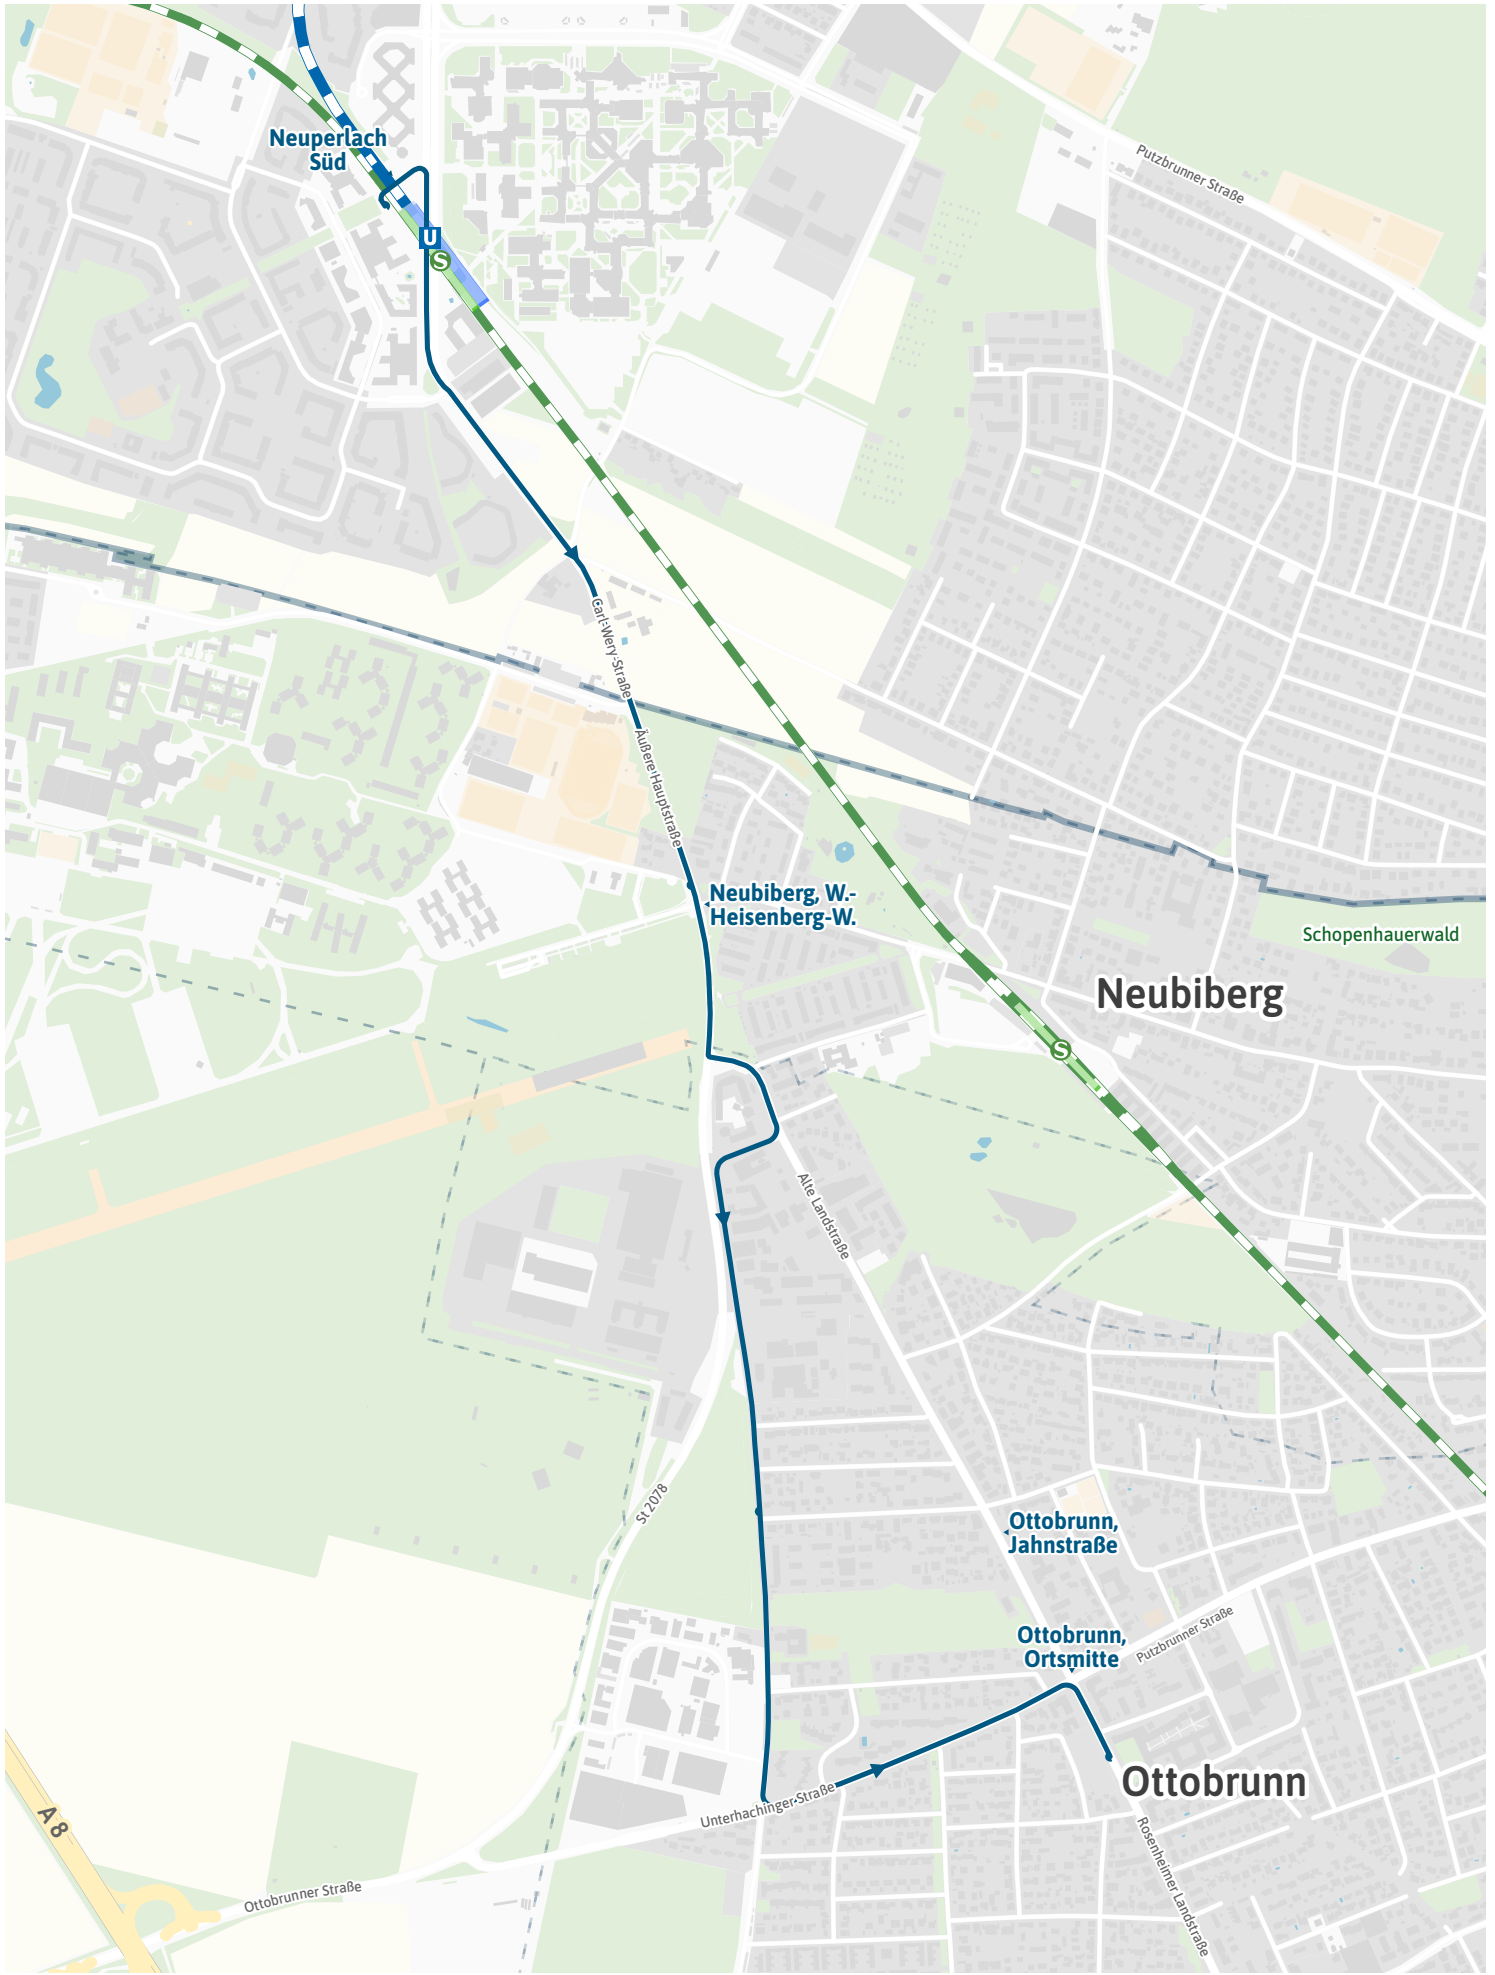 Neuperlach
Süd
U
S
Putzbrunner Straße
Carl-Wery-Straße
Äußere Hauptstraße
Neubiberg, W.-
Heisenberg-W.
Schopenhauerwald
Neubiberg
S
Alte Landstraße
St 2078
Ottobrunn,
Jahnstraße
Ottobrunn,
Ortsmitte
Putzbrunner Straße
Ottobrunn
Unterhachinger Straße
A 8
Rosenheimer Landstraße
Ottobrunner Straße